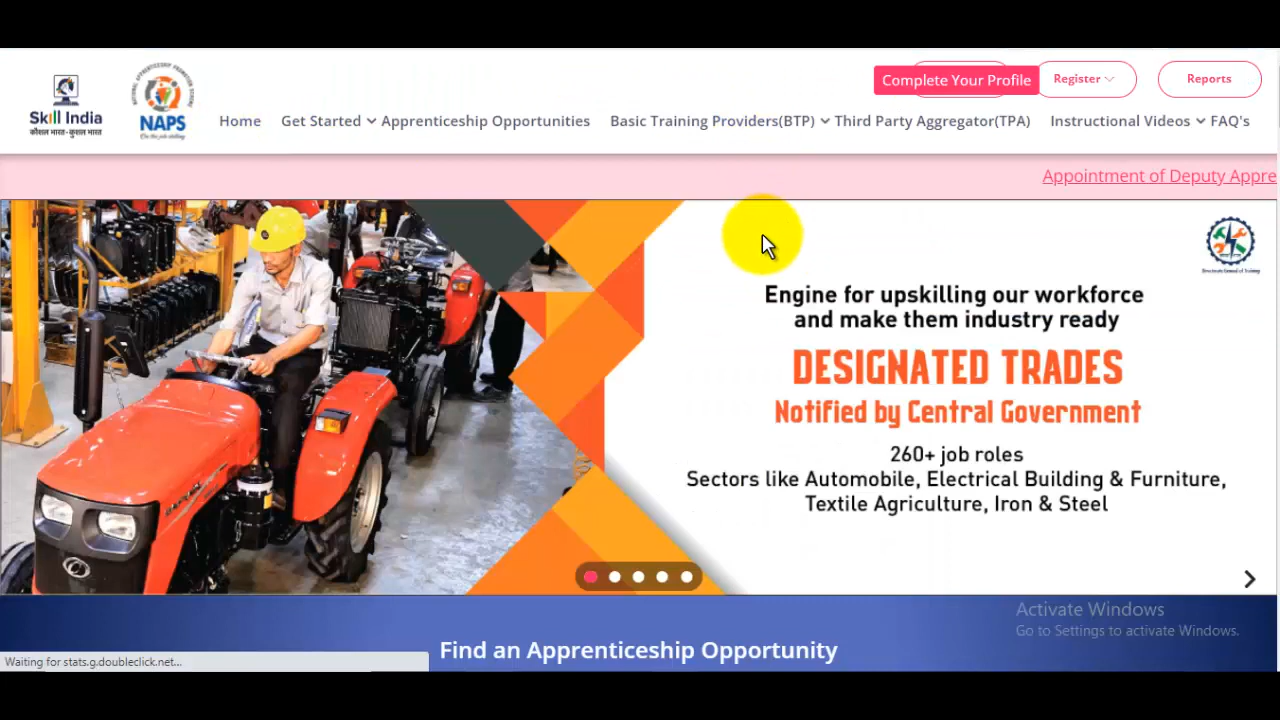 Skill India
कौशल भारत-कुशल भारत
NAPS
On the job skilling
Complete Your Profile
Register
Reports
Home
Get Started
Apprenticeship Opportunities
Basic Training Providers(BTP)
Third Party Aggregator(TPA)
Instructional Videos
FAQ's
Appointment of Deputy Appre
Engine for upskilling our workforce
and make them industry ready
DESIGNATED TRADES
Notified by Central Government
260+ job roles
Sectors like Automobile, Electrical Building & Furniture,
Textile Agriculture, Iron & Steel
Activate Windows
Go to Settings to activate Windows.
Find an Apprenticeship Opportunity
Waiting for stats.g.doubleclick.net...